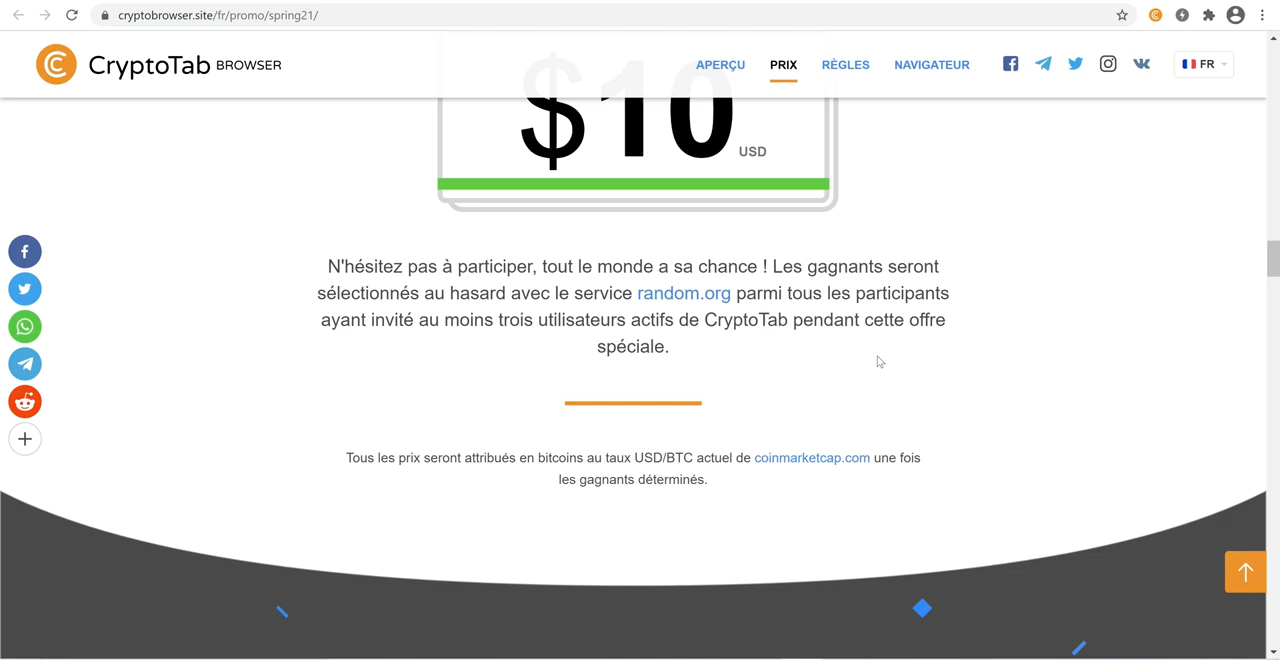 cryptobrowser.site/fr/promo/spring21/
CryptoTab BROWSER
APERÇU
PRIX
RÈGLES
NAVIGATEUR
FR
$10
USD
N'hésitez pas à participer, tout le monde a sa chance ! Les gagnants seront
sélectionnés au hasard avec le service random.org parmi tous les participants
ayant invité au moins trois utilisateurs actifs de CryptoTab pendant cette offre
spéciale.
Tous les prix seront attribués en bitcoins au taux USD/BTC actuel de coinmarketcap.com une fois
les gagnants déterminés.